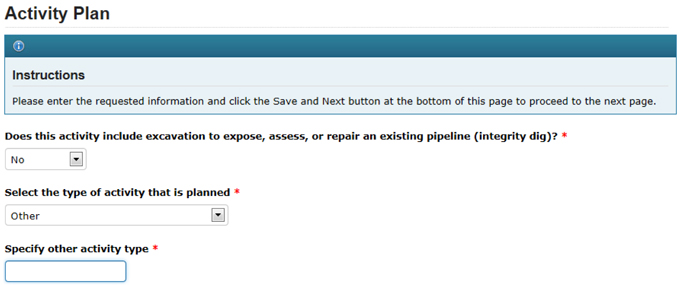 Activity Plan
Instructions
Please enter the requested information and click the Save and Next button at the bottom of this page to proceed to the next page.
Does this activity include excavation to expose, assess, or repair an existing pipeline (integrity dig)? *
No
Select the type of activity that is planned *
Other
Specify other activity type *